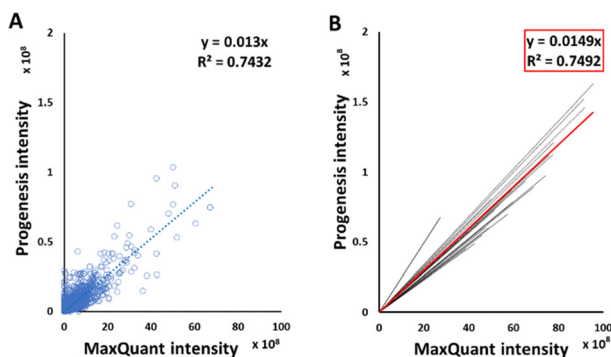 A
y = 0.013x
R² = 0.7432
x 10⁸
2
1.5
1
0.5
0
Progenesis intensity
0 20 40 60 80 100
MaxQuant intensity x 10⁸
B
y = 0.0149x
R² = 0.7492
x 10⁸
2
1.5
1
0.5
0
Progenesis intensity
0 20 40 60 80 100
MaxQuant intensity x 10⁸